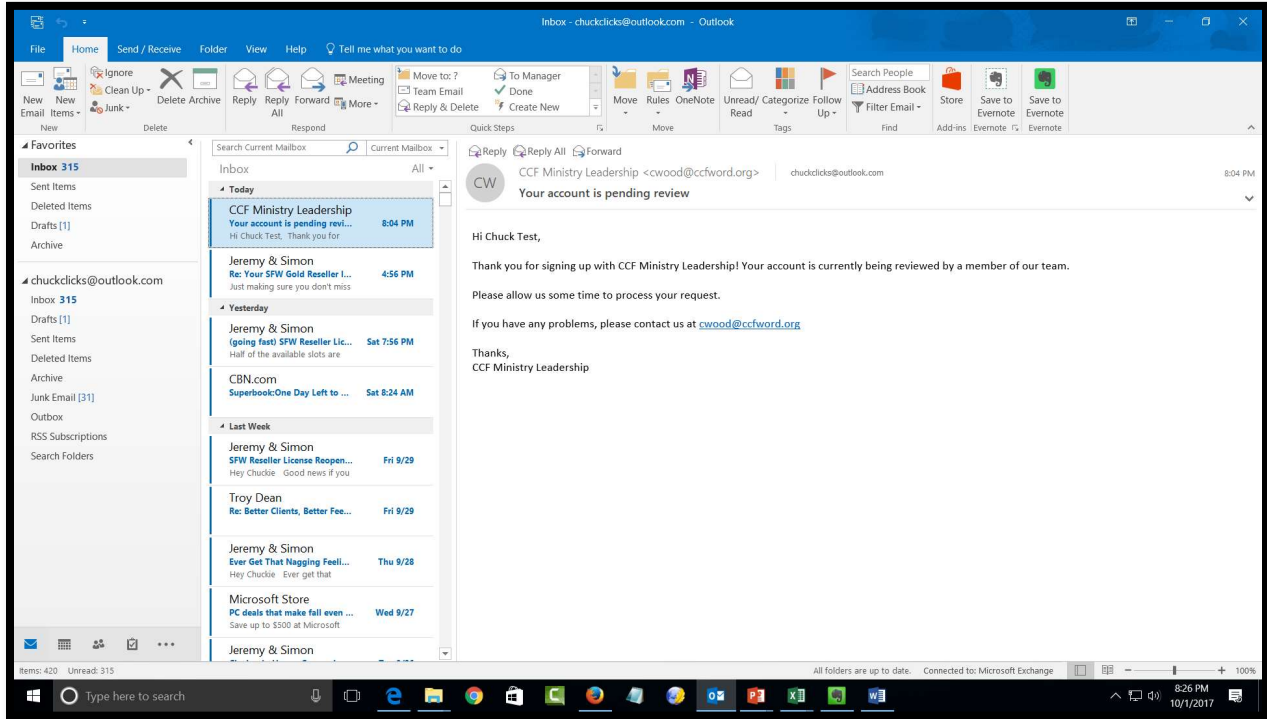 Inbox - chuckclicks@outlook.com - Outlook
File Home Send / Receive Folder View Help Tell me what you want to do
New Email
New Items
Ignore
Clean Up
Junk
Delete
Archive
Reply
Reply All
Forward
Meeting
More
Move to: ?
Team Email
Reply & Delete
To Manager
Done
Create New
Move
Rules
OneNote
Unread/ Read
Categorize
Follow Up
Search People
Address Book
Filter Email
Store
Save to Evernote
Save to Evernote
New Delete Respond Quick Steps Move Tags Find Add-ins Evernote Evernote
Favorites
Inbox 315
Sent Items
Deleted Items
Drafts [1]
Archive
chuckclicks@outlook.com
Inbox 315
Drafts [1]
Sent Items
Deleted Items
Archive
Junk Email [31]
Outbox
RSS Subscriptions
Search Folders
Search Current Mailbox Current Mailbox
Inbox All
Today
CCF Ministry Leadership
Your account is pending revi... 8:04 PM
Hi Chuck Test, Thank you for
Jeremy & Simon
Re: Your SFW Gold Reseller l... 4:56 PM
Just making sure you don't miss
Yesterday
Jeremy & Simon
(going fast) SFW Reseller Lic... Sat 7:56 PM
Half of the available slots are
CBN.com
Superbook:One Day Left to ... Sat 8:24 AM
Last Week
Jeremy & Simon
SFW Reseller License Reopen... Fri 9/29
Hey Chuckie Good news if you
Troy Dean
Re: Better Clients, Better Fee... Fri 9/29
Jeremy & Simon
Ever Get That Nagging Feeli... Thu 9/28
Hey Chuckie Ever get that
Microsoft Store
PC deals that make fall even ... Wed 9/27
Save up to $500 at Microsoft
Jeremy & Simon
Reply Reply All Forward
CW
CCF Ministry Leadership <cwood@ccfword.org> chuckclicks@outlook.com 8:04 PM
Your account is pending review
Hi Chuck Test,
Thank you for signing up with CCF Ministry Leadership! Your account is currently being reviewed by a member of our team.
Please allow us some time to process your request.
If you have any problems, please contact us at cwood@ccfword.org
Thanks,
CCF Ministry Leadership
Items: 420 Unread: 315 All folders are up to date. Connected to: Microsoft Exchange 100%
Type here to search
8:26 PM
10/1/2017